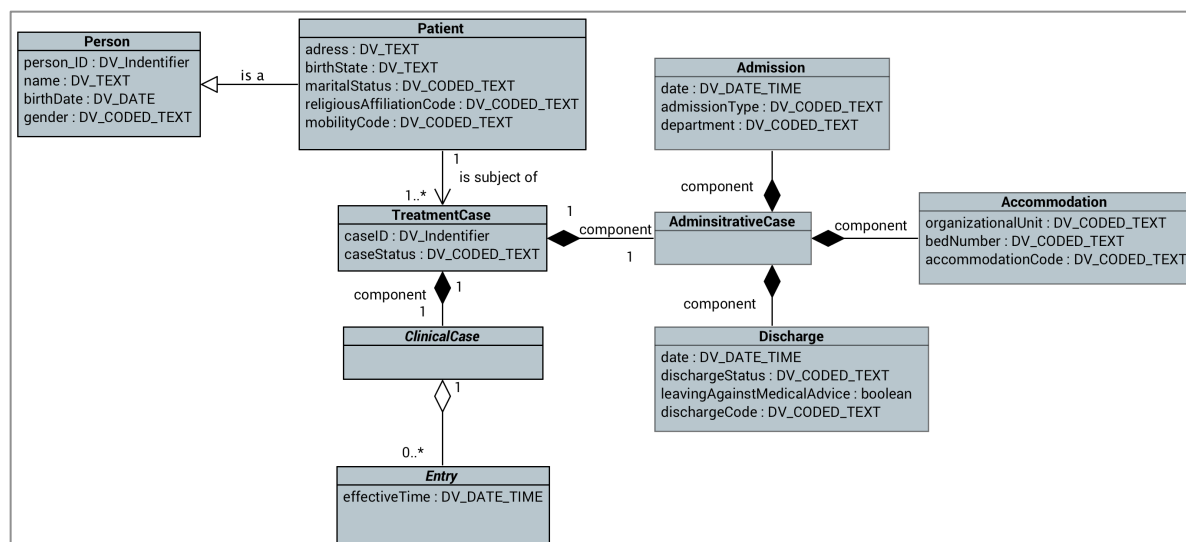 Person
person_ID : DV_Indentifier
name : DV_TEXT
birthDate : DV_DATE
gender : DV_CODED_TEXT
is a
Patient
adress : DV_TEXT
birthState : DV_TEXT
maritalStatus : DV_CODED_TEXT
religiousAffiliationCode : DV_CODED_TEXT
mobilityCode : DV_CODED_TEXT
1
is subject of
1..*
TreatmentCase
caseID : DV_Indentifier
caseStatus : DV_CODED_TEXT
1
component
1
component
1
1
ClinicalCase
1
0..*
Entry
effectiveTime : DV_DATE_TIME
Admission
date : DV_DATE_TIME
admissionType : DV_CODED_TEXT
department : DV_CODED_TEXT
component
AdminsitrativeCase
component
Accommodation
organizationalUnit : DV_CODED_TEXT
bedNumber : DV_CODED_TEXT
accommodationCode : DV_CODED_TEXT
component
Discharge
date : DV_DATE_TIME
dischargeStatus : DV_CODED_TEXT
leavingAgainstMedicalAdvice : boolean
dischargeCode : DV_CODED_TEXT